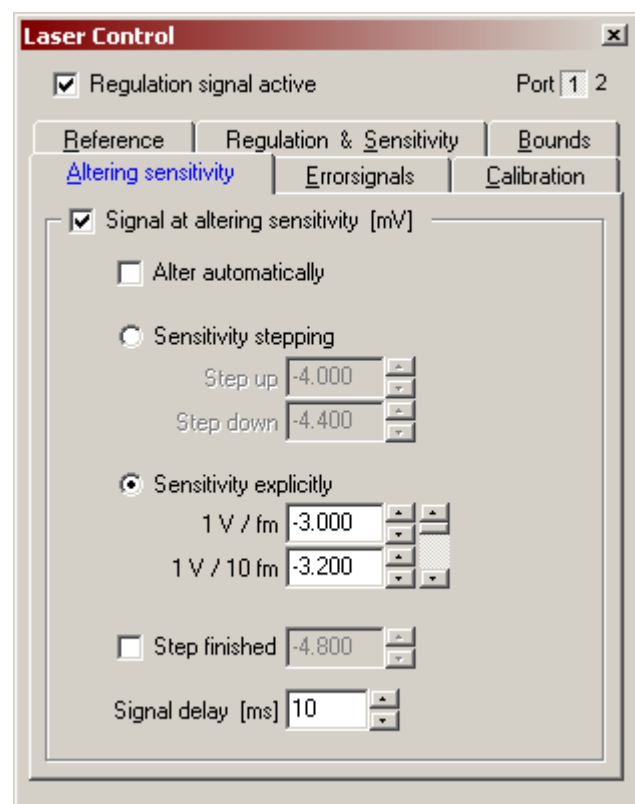 Laser Control
Regulation signal active Port 1 2
Reference Regulation & Sensitivity Bounds
Altering sensitivity Errorsignals Calibration
Signal at altering sensitivity [mV]
Alter automatically
Sensitivity stepping
Step up -4.000
Step down -4.400
Sensitivity explicitly
1 V / fm -3.000
1 V / 10 fm -3.200
Step finished -4.800
Signal delay [ms] 10